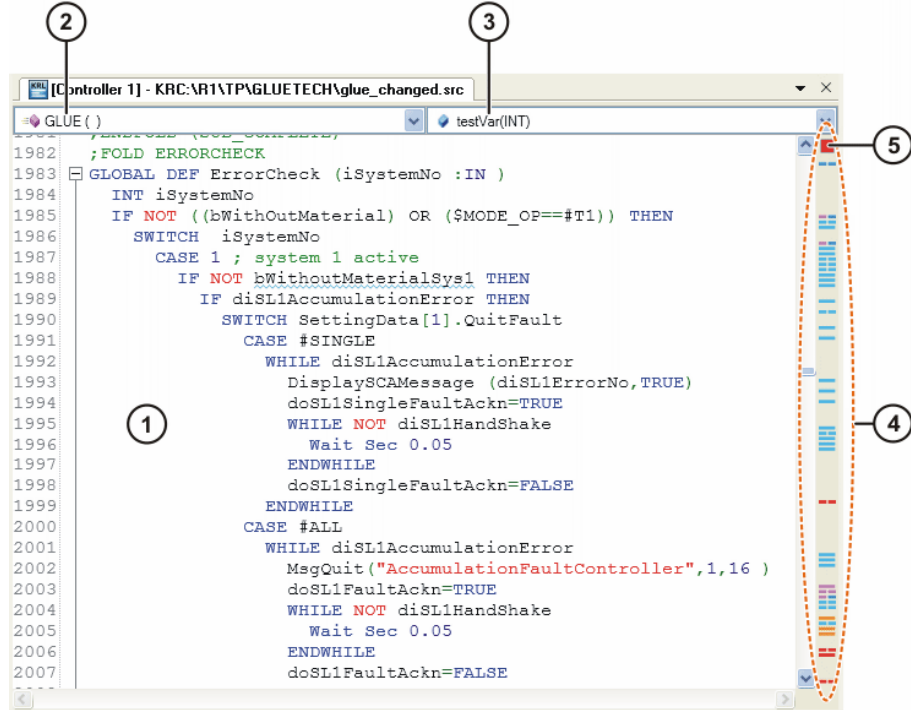 2
3
KRL [Controller 1] - KRC:\R1\TP\GLUETECH\glue_changed.src
GLUE ( )
testVar(INT)
5
1981 ;ENDFOLD (SUB_COMPLETE)
1982 ;FOLD ERRORCHECK
1983 GLOBAL DEF ErrorCheck (iSystemNo :IN )
1984 INT iSystemNo
1985 IF NOT ((bWithOutMaterial) OR ($MODE_OP==#T1)) THEN
1986 SWITCH iSystemNo
1987 CASE 1 ; system 1 active
1988 IF NOT bWithoutMaterialSys1 THEN
1989 IF diSL1AccumulationError THEN
1990 SWITCH SettingData[1].QuitFault
1991 CASE #SINGLE
1992 WHILE diSL1AccumulationError
1993 DisplaySCAMessage (diSL1ErrorNo,TRUE)
1994 doSL1SingleFaultAckn=TRUE
1995 WHILE NOT diSL1HandShake
1996 Wait Sec 0.05
1997 ENDWHILE
1998 doSL1SingleFaultAckn=FALSE
1999 ENDWHILE
2000 CASE #ALL
2001 WHILE diSL1AccumulationError
2002 MsgQuit("AccumulationFaultController",1,16 )
2003 doSL1FaultAckn=TRUE
2004 WHILE NOT diSL1HandShake
2005 Wait Sec 0.05
2006 ENDWHILE
2007 doSL1FaultAckn=FALSE
1
4